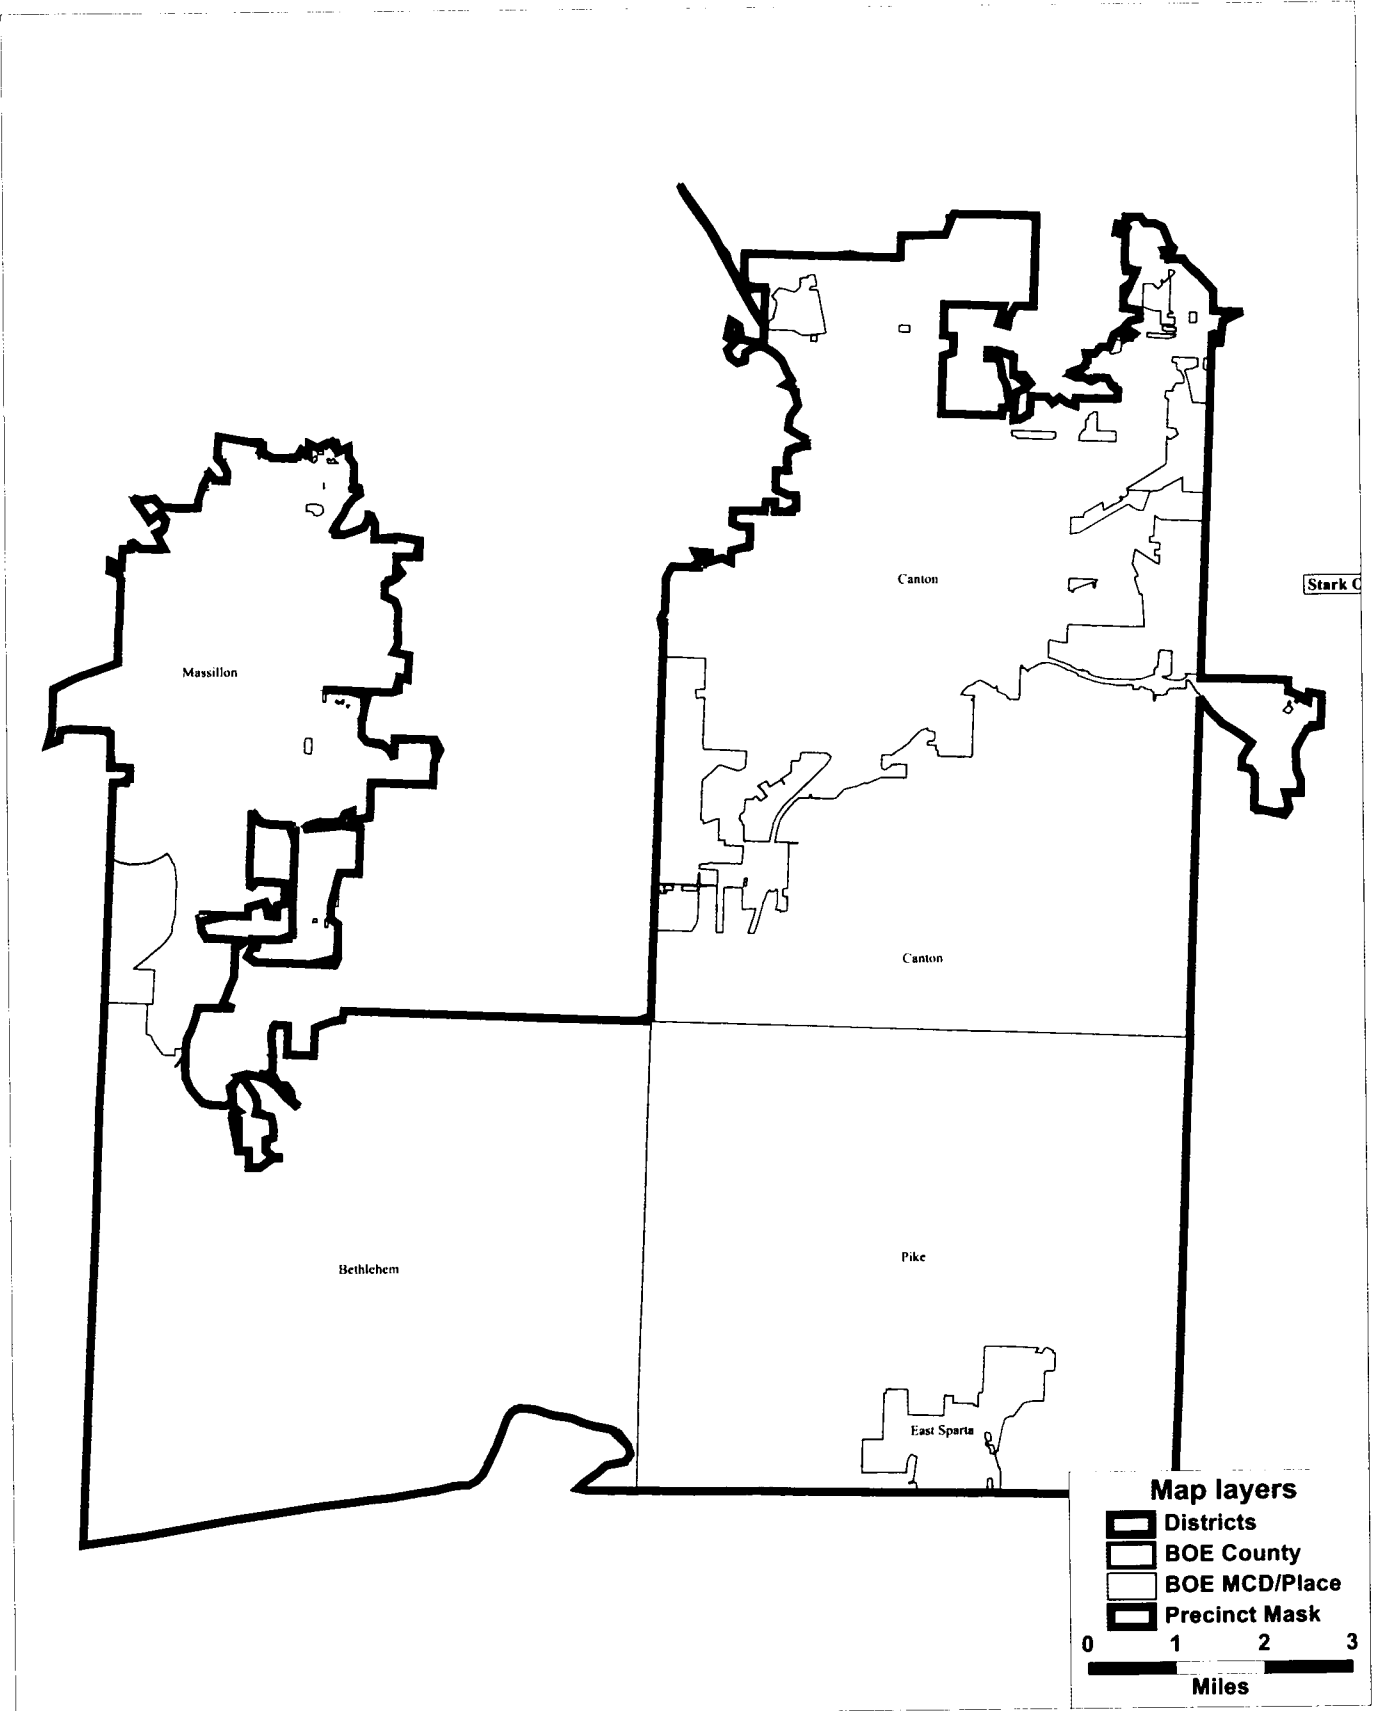 Canton
Stark C
Massillon
Canton
Pike
Bethlehem
East Sparta
Map layers
Districts
BOE County
BOE MCD/Place
Precinct Mask
0 1 2 3
Miles